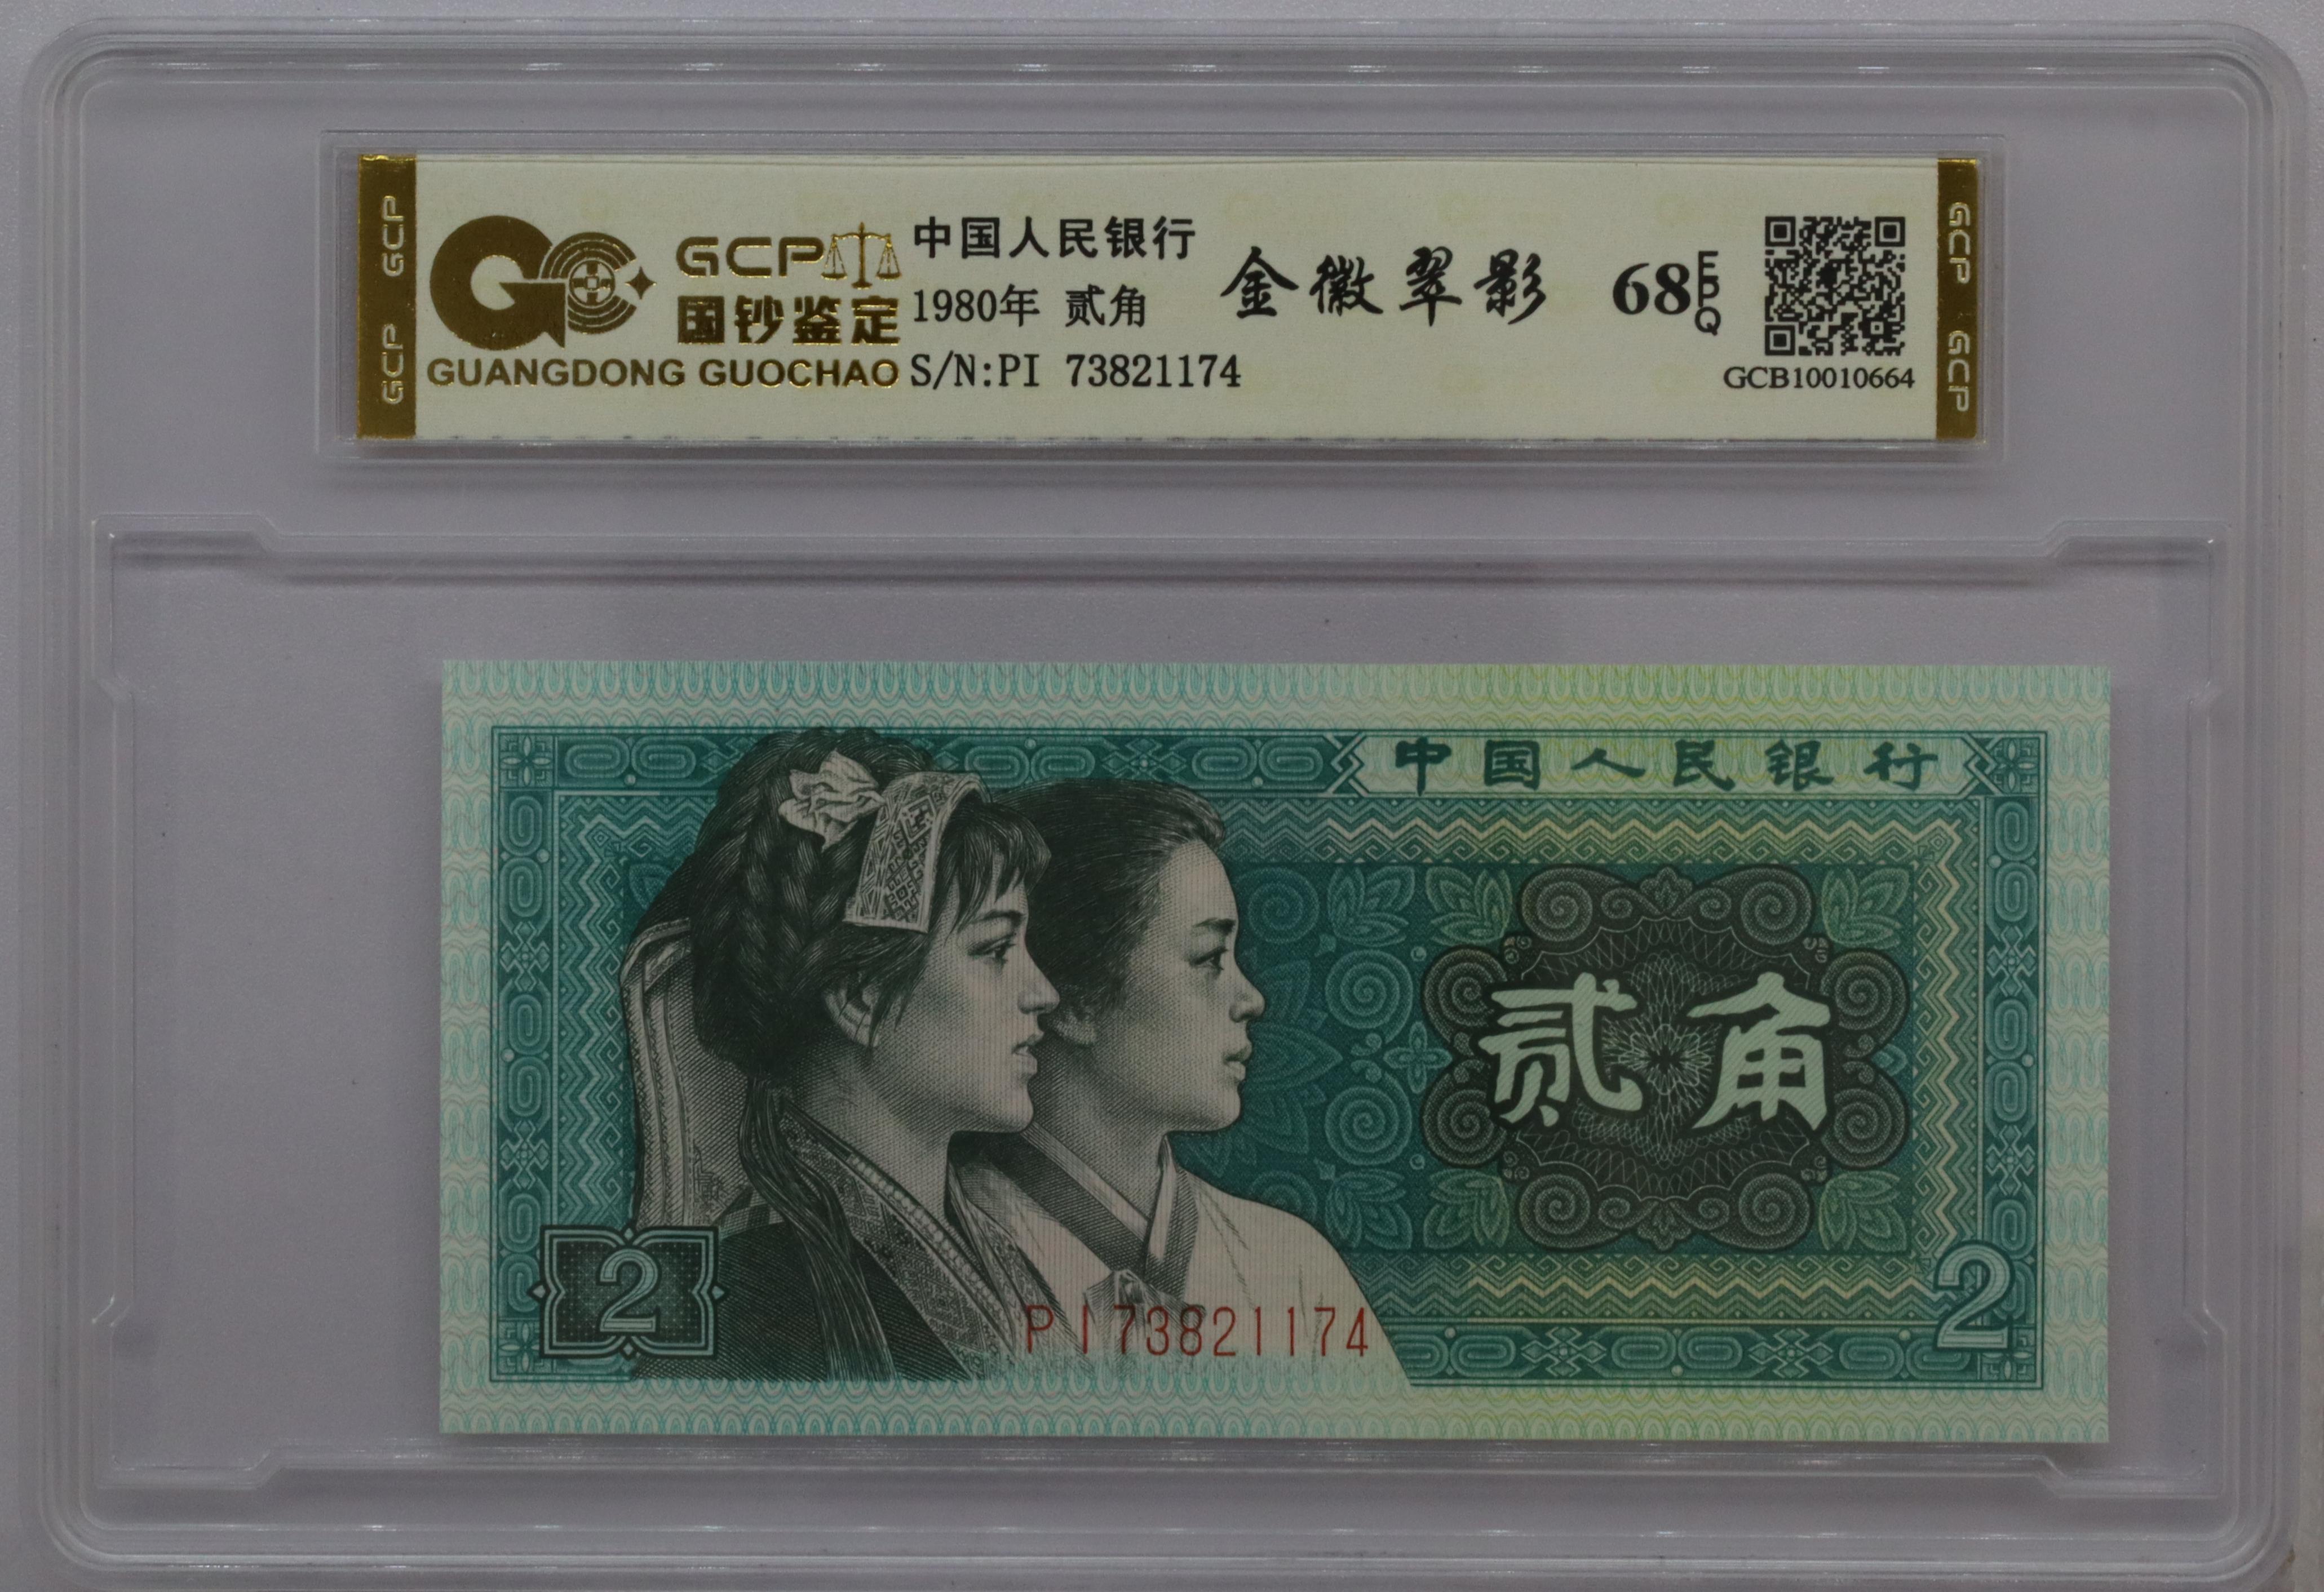 GCP GCP
GCP
国钞鉴定
GUANGDONG GUOCHAO
中国人民银行
1980年 贰角
S/N:PI 73821174
金徽翠影
68 EPQ
GCB10010664
GCP GCP
中国人民银行
贰角
2
PI73821174
2